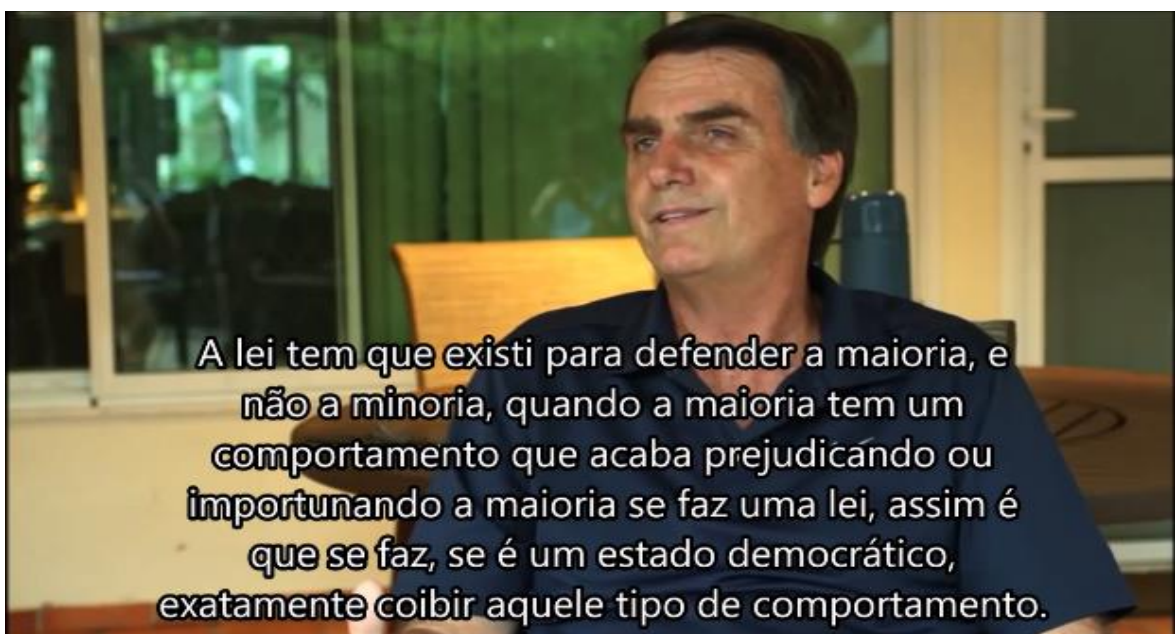 A lei tem que existi para defender a maioria, e
não a minoria, quando a maioria tem um
comportamento que acaba prejudicando ou
importunando a maioria se faz uma lei, assim é
que se faz, se é um estado democrático,
exatamente coibir aquele tipo de comportamento.